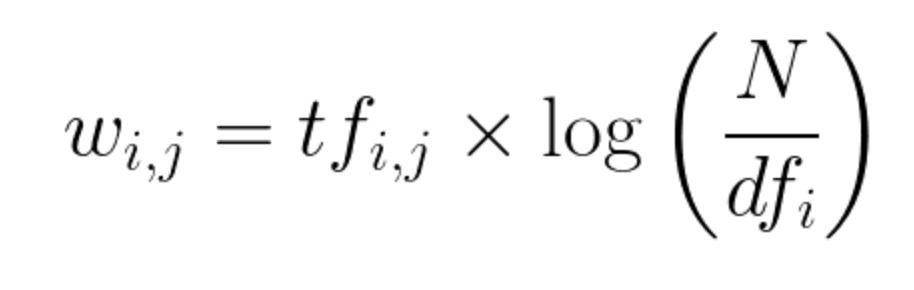 w_{i,j} = tf_{i,j} × log ( N / df_i )